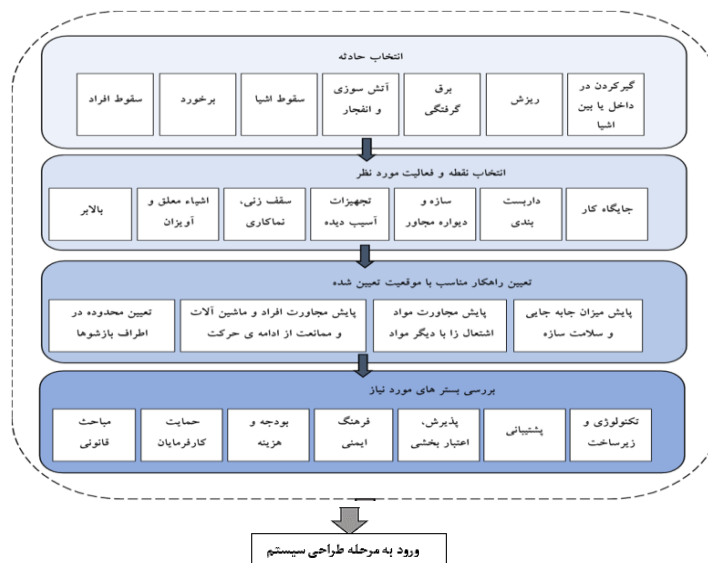 انتخاب حادثه
گیرکردن در
داخل یا بین
اشیا
ریزش
برق
گرفتگی
آتش سوزی
و انفجار
سقوط اشیا
برخورد
سقوط افراد
انتخاب نقطه و فعالیت مورد نظر
جایگاه کار
داربست
بندی
سازه و
دیواره مجاور
تجهیزات
آسیب دیده
سقف زنی،
نماکاری
اشیاء معلق و
آویزان
بالابر
تعیین راهکار مناسب با موقعیت تعیین شده
پایش میزان جابه جایی
و سلامت سازه
پایش مجاورت مواد
اشتعال زا با دیگر مواد
پایش مجاورت افراد و ماشین آلات
و ممانعت از ادامه ی حرکت
تعیین محدوده در
اطراف بازشوها
بررسی بستر های مورد نیاز
تکنولوژی و
زیرساخت
پشتیبانی
پذیرش،
اعتبار بخشی
فرهنگ
ایمنی
بودجه و
هزینه
حمایت
کارفرمایان
مباحث
قانونی
ورود به مرحله طراحی سیستم